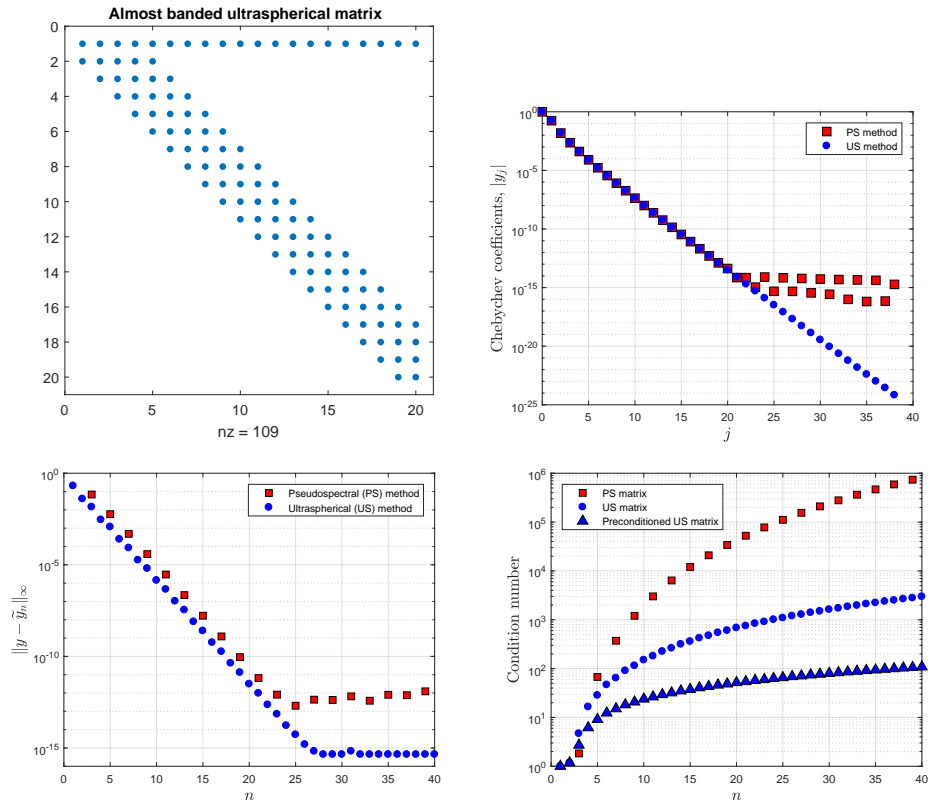 Almost banded ultraspherical matrix
0
2
4
6
8
10
12
14
16
18
20
0 5 10 15 20
nz = 109
Chebychev coefficients, |y_j|
10^0
10^-5
10^-10
10^-15
10^-20
10^-25
PS method
US method
0 5 10 15 20 25 30 35 40
j
||y − ỹ_n||_∞
10^0
10^-5
10^-10
10^-15
Pseudospectral (PS) method
Ultraspherical (US) method
0 5 10 15 20 25 30 35 40
n
Condition number
10^6
10^5
10^4
10^3
10^2
10^1
10^0
PS matrix
US matrix
Preconditioned US matrix
0 5 10 15 20 25 30 35 40
n